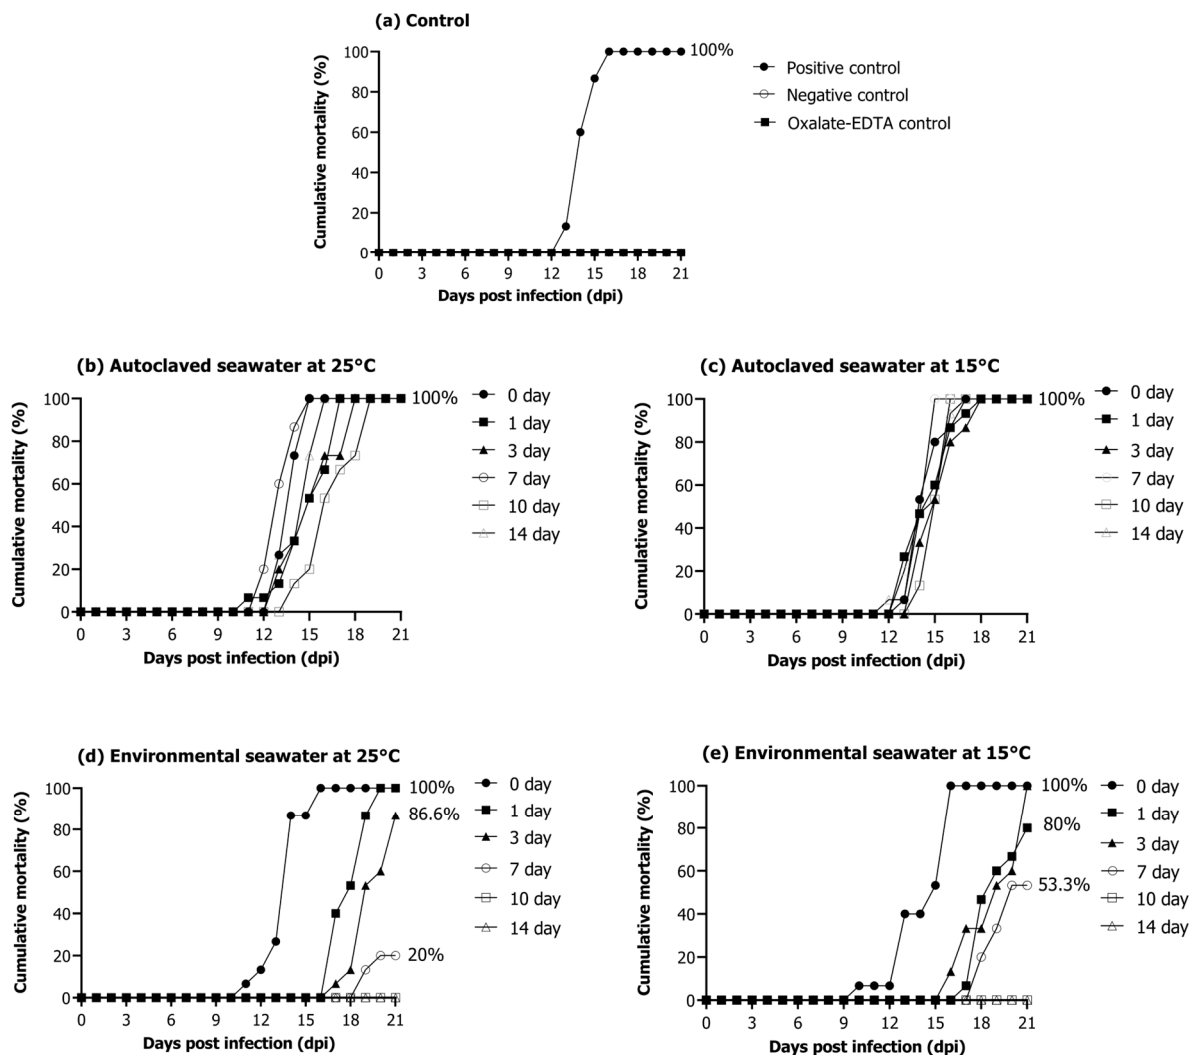 (a) Control
Cumulative mortality (%)
100
80
60
40
20
0
0 3 6 9 12 15 18 21
Days post infection (dpi)
100%
Positive control
Negative control
Oxalate-EDTA control
(b) Autoclaved seawater at 25°C
Cumulative mortality (%)
100
80
60
40
20
0
0 3 6 9 12 15 18 21
Days post infection (dpi)
100%
0 day
1 day
3 day
7 day
10 day
14 day
(c) Autoclaved seawater at 15°C
Cumulative mortality (%)
100
80
60
40
20
0
0 3 6 9 12 15 18 21
Days post infection (dpi)
100%
0 day
1 day
3 day
7 day
10 day
14 day
(d) Environmental seawater at 25°C
Cumulative mortality (%)
100
80
60
40
20
0
0 3 6 9 12 15 18 21
Days post infection (dpi)
100%
86.6%
20%
0 day
1 day
3 day
7 day
10 day
14 day
(e) Environmental seawater at 15°C
Cumulative mortality (%)
100
80
60
40
20
0
0 3 6 9 12 15 18 21
Days post infection (dpi)
100%
80%
53.3%
0 day
1 day
3 day
7 day
10 day
14 day